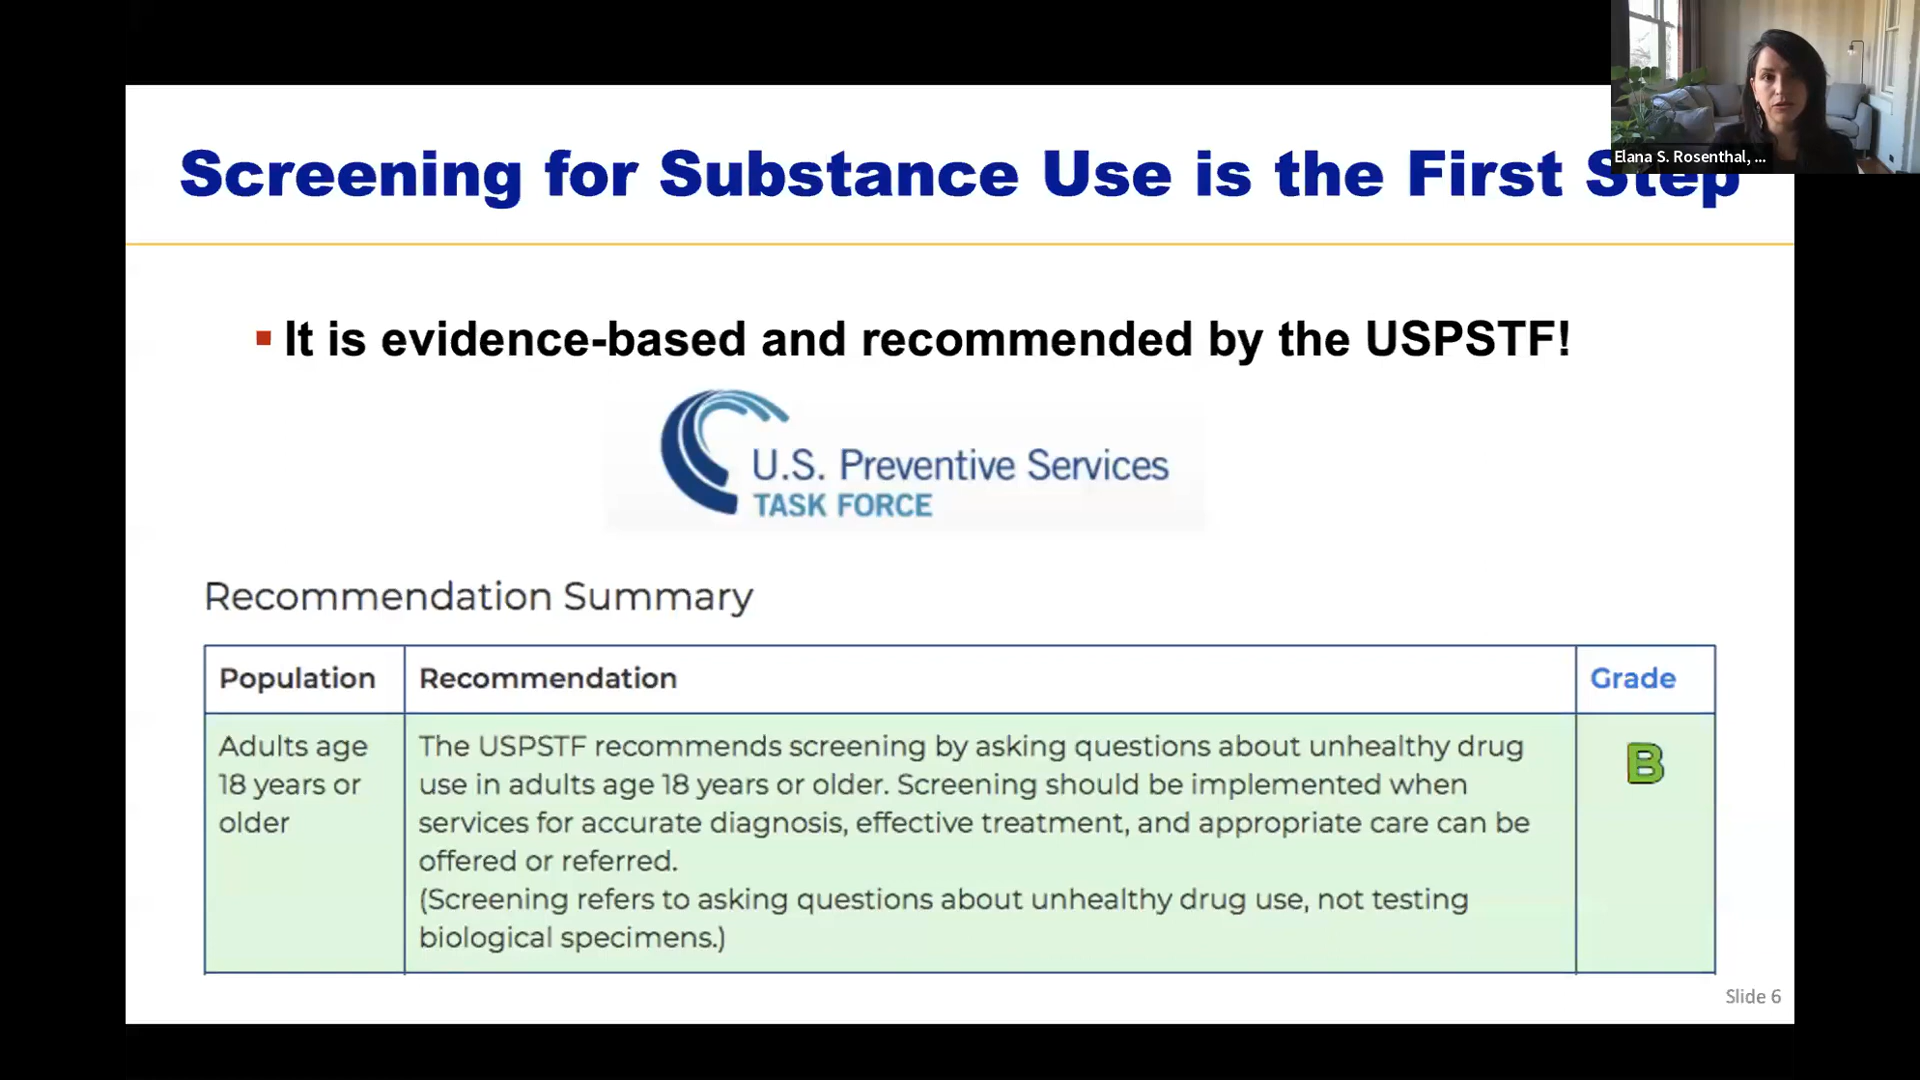 Elana S. Rosenthal, ...
Screening for Substance Use is the First Step
▪ It is evidence-based and recommended by the USPSTF!
U.S. Preventive Services
TASK FORCE
Recommendation Summary
Population
Recommendation
Grade
Adults age
18 years or
older
The USPSTF recommends screening by asking questions about unhealthy drug
use in adults age 18 years or older. Screening should be implemented when
services for accurate diagnosis, effective treatment, and appropriate care can be
offered or referred.
(Screening refers to asking questions about unhealthy drug use, not testing
biological specimens.)
B
Slide 6